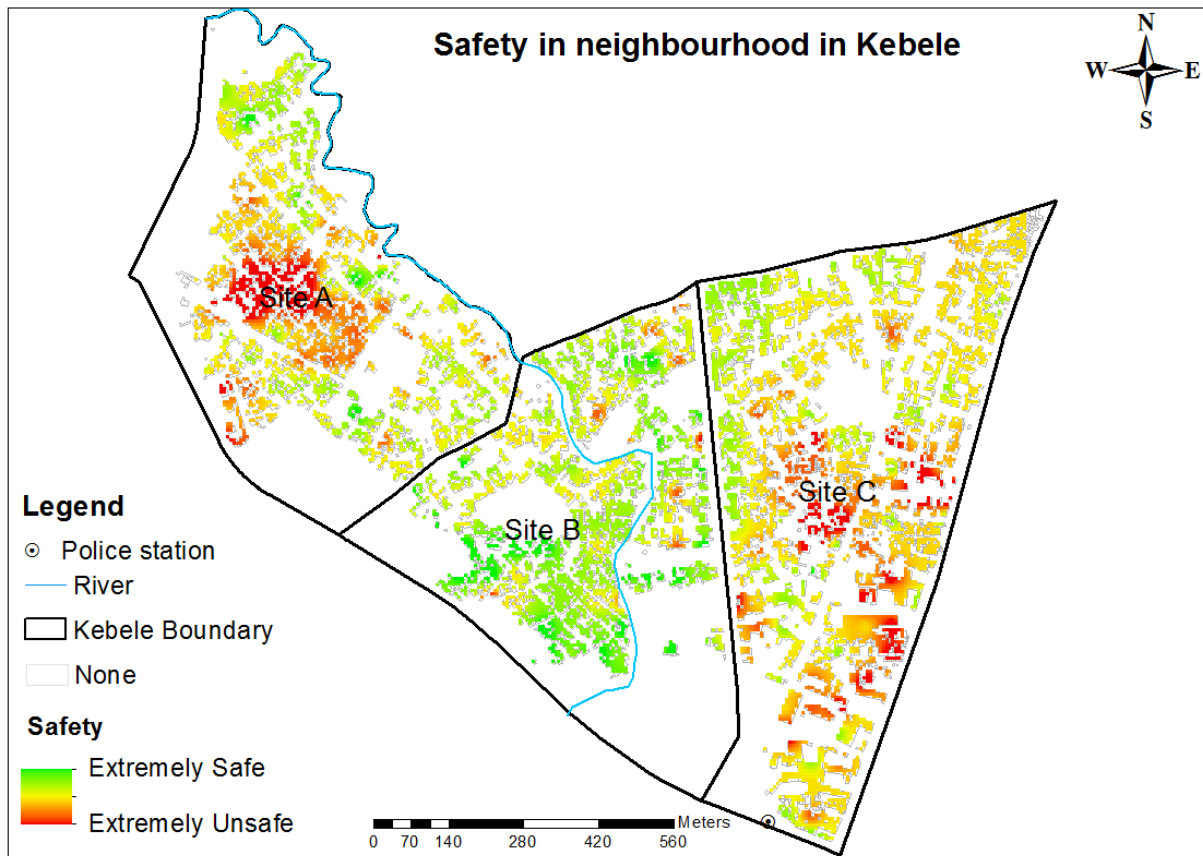 Safety in neighbourhood in Kebele
N
W E
S
Site A
Site B
Site C
Legend
Police station
River
Kebele Boundary
None
Safety
Extremely Safe
Extremely Unsafe
Meters
0 70 140 280 420 560